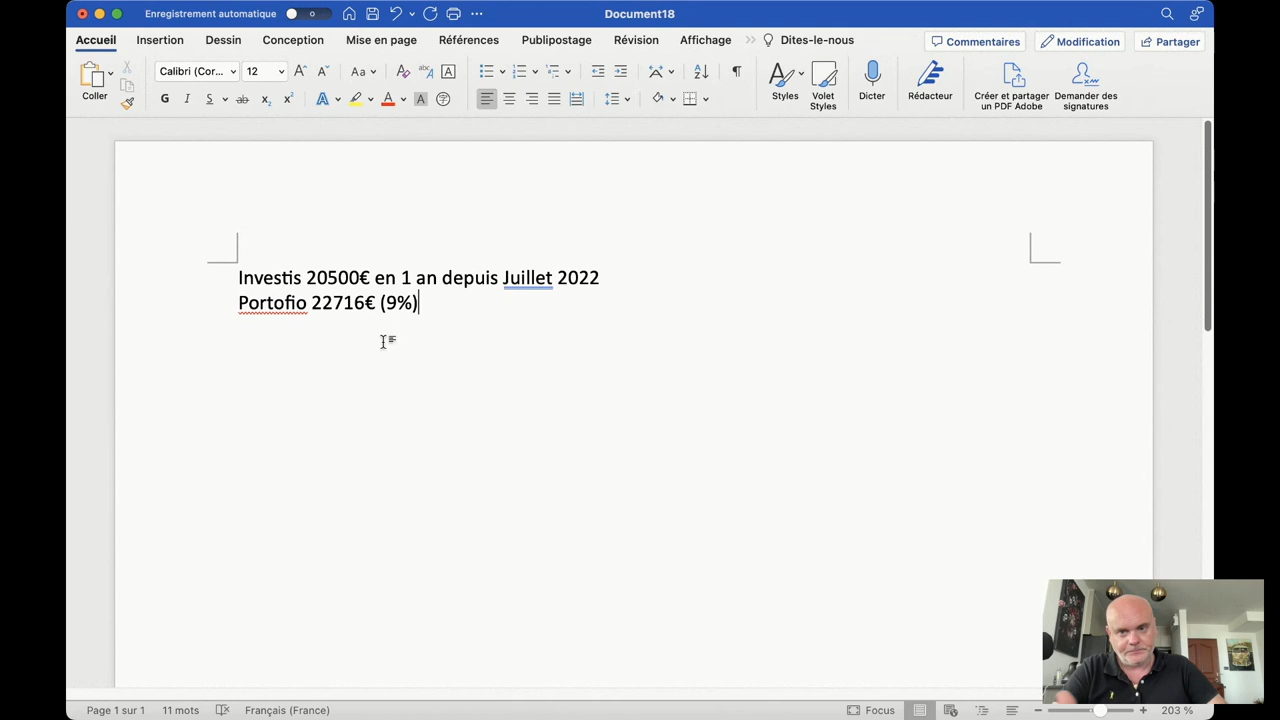 Enregistrement automatique
Document18
Accueil Insertion Dessin Conception Mise en page Références Publipostage Révision Affichage Dites-le-nous Commentaires Modification Partager
Coller
Calibri (Cor... 12
Styles
Volet Styles
Dicter
Rédacteur
Créer et partager un PDF Adobe
Demander des signatures
Investis 20500€ en 1 an depuis Juillet 2022
Portofio 22716€ (9%)
Page 1 sur 1 11 mots Français (France) Focus 203 %